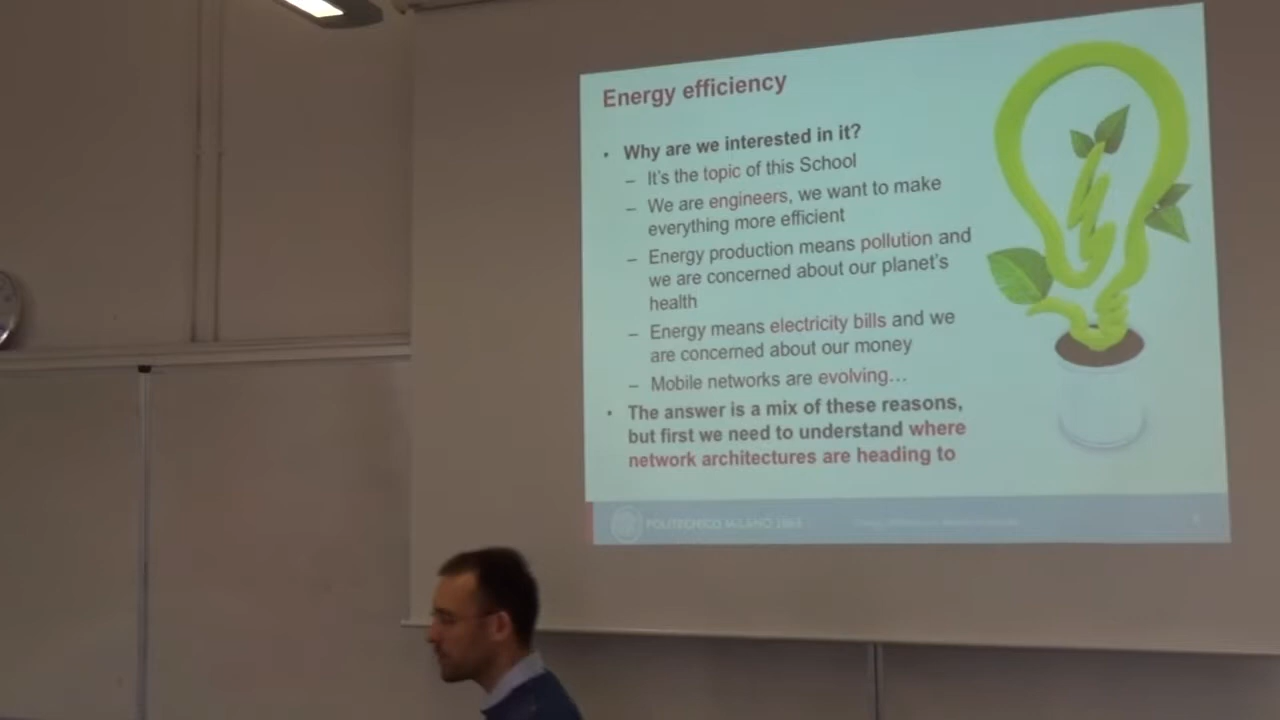 Energy efficiency
• Why are we interested in it?
– It's the topic of this School
– We are engineers, we want to make
everything more efficient
– Energy production means pollution and
we are concerned about our planet's
health
– Energy means electricity bills and we
are concerned about our money
– Mobile networks are evolving...
• The answer is a mix of these reasons,
but first we need to understand where
network architectures are heading to
POLITECNICO MILANO 1863